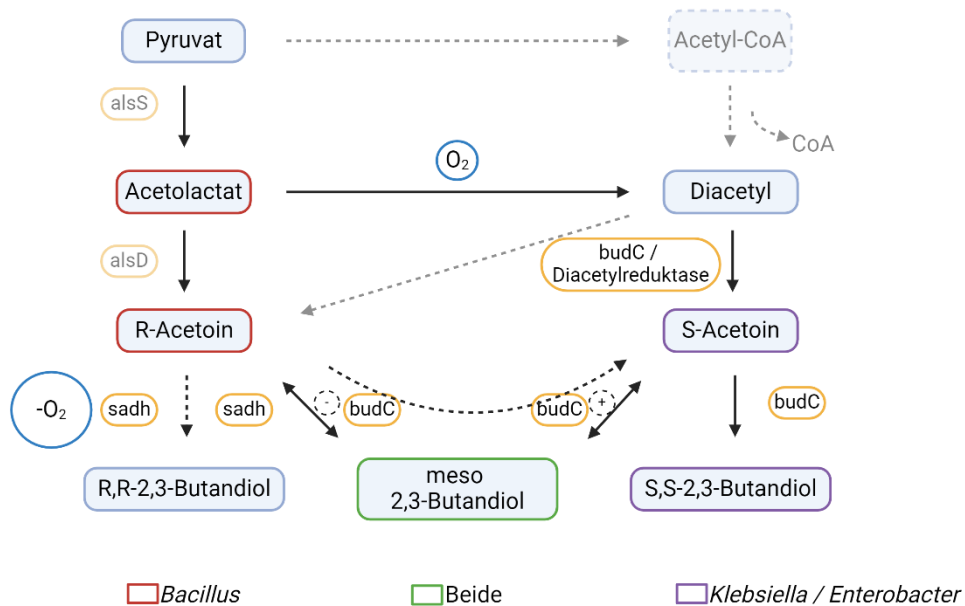 Pyruvat
Acetyl-CoA
alsS
CoA
O₂
Acetolactat
Diacetyl
alsD
budC /
Diacetylreduktase
R-Acetoin
S-Acetoin
-O₂
sadh
sadh
-
budC
budC
+
budC
R,R-2,3-Butandiol
meso
2,3-Butandiol
S,S-2,3-Butandiol
Bacillus
Beide
Klebsiella / Enterobacter